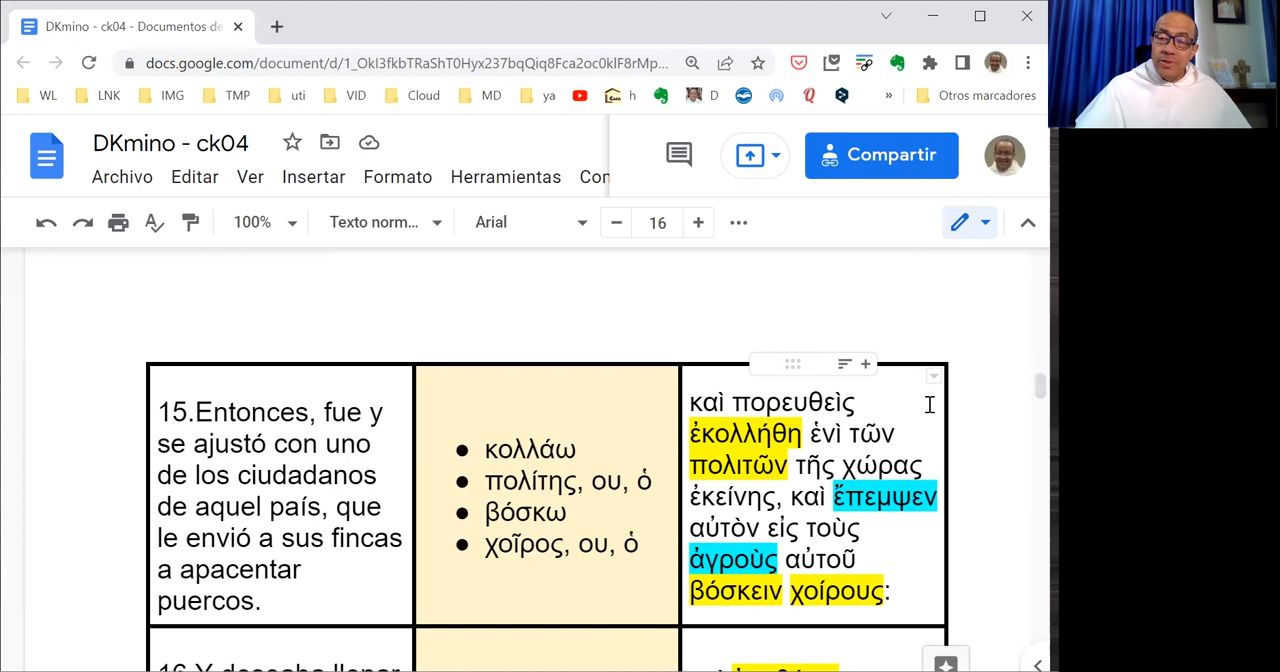 DKmino - ck04 - Documentos de
docs.google.com/document/d/1_OkI3fkbTRaShT0Hyx237bqQiq8Fca2oc0klF8rMp...
WL LNK IMG TMP uti VID Cloud MD ya h D » Otros marcadores
DKmino - ck04
Compartir
Archivo Editar Ver Insertar Formato Herramientas Con
100% Texto norm... Arial 16
15.Entonces, fue y
se ajustó con uno
de los ciudadanos
de aquel país, que
le envió a sus fincas
a apacentar
puercos.
● κολλάω
● πολίτης, ου, ὁ
● βόσκω
● χοῖρος, ου, ὁ
καὶ πορευθεὶς
ἐκολλήθη ἑνὶ τῶν
πολιτῶν τῆς χώρας
ἐκείνης, καὶ ἔπεμψεν
αὐτὸν εἰς τοὺς
ἀγροὺς αὐτοῦ
βόσκειν χοίρους: